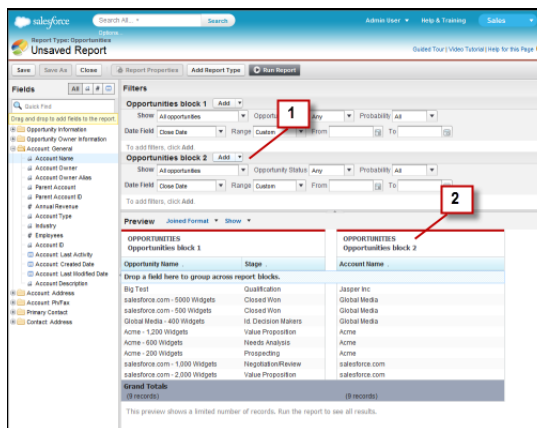 salesforce
Search All...
Search
Options...
Admin User
Help & Training
Sales
Report Type: Opportunities
Unsaved Report
Guided Tour | Video Tutorial | Help for this Page
Save
Save As
Close
Report Properties
Add Report Type
Run Report
Fields
All
#
Quick Find
Drag and drop to add fields to the report.
Opportunity Information
Opportunity Owner Information
Account: General
Account Name
Account Owner
Account Owner Alias
Parent Account
Parent Account ID
# Annual Revenue
Account Type
Industry
# Employees
Account ID
Account: Last Activity
Account: Created Date
Account: Last Modified Date
Account Description
Account: Address
Account: Ph/Fax
Primary Contact
Contact: Address
Filters
Opportunities block 1 Add
Show All opportunities Any Probability All
Date Field Close Date Range Custom From To
To add filters, click Add.
1
Opportunities block 2 Add
Show All opportunities Opportunity Status Any Probability All
Date Field Close Date Range Custom From To
To add filters, click Add.
2
Preview Joined Format Show
OPPORTUNITIES OPPORTUNITIES
Opportunities block 1 Opportunities block 2
Opportunity Name Stage Account Name
Drop a field here to group across report blocks.
Big Test Qualification Jasper Inc
salesforce.com - 5000 Widgets Closed Won Global Media
salesforce.com - 500 Widgets Closed Won Global Media
Global Media - 400 Widgets Id. Decision Makers Global Media
Acme - 1,200 Widgets Value Proposition Acme
Acme - 600 Widgets Needs Analysis Acme
Acme - 200 Widgets Prospecting Acme
salesforce.com - 1,000 Widgets Negotiation/Review salesforce.com
salesforce.com - 2,000 Widgets Value Proposition salesforce.com
Grand Totals
(9 records) (9 records)
This preview shows a limited number of records. Run the report to see all results.